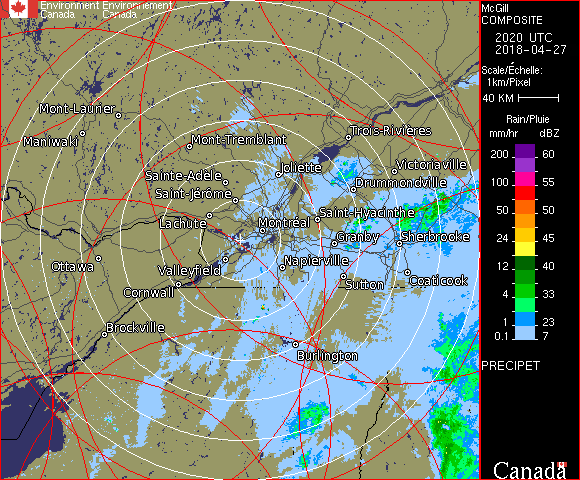 Environment Environnement
Canada Canada
McGill
COMPOSITE
2020 UTC
2018-04-27
Scale/Échelle:
1km/Pixel
40 KM
Rain/Pluie
mm/hr dBZ
200 60
100 55
50 50
24 45
12 40
4 33
1 23
0.1 7
PRECIPET
Canada
Mont-Laurier
Maniwaki
Mont-Tremblant
Trois-Rivières
Joliette
Victoriaville
Sainte-Adèle
Drummondville
Saint-Jérôme
Saint-Hyacinthe
Lachute
Montréal
Granby
Sherbrooke
Ottawa
Valleyfield
Napierville
Coaticook
Sutton
Cornwall
Brockville
Burlington